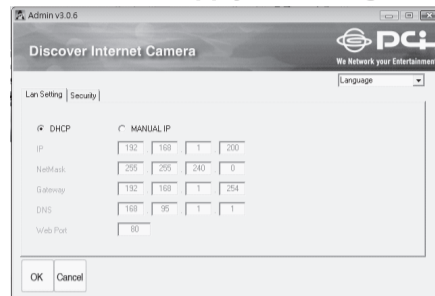 Admin v3.0.6
Discover Internet Camera
PCi
We Network your Entertainment
Language
Lan Setting Security
DHCP MANUAL IP
IP 192 168 1 200
NetMask 255 255 240 0
Gateway 192 168 1 254
DNS 168 95 1 1
Web Port 80
OK Cancel